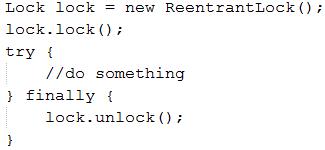 Lock lock = new ReentrantLock();
lock.lock();
try {
    //do something
} finally {
    lock.unlock();
}